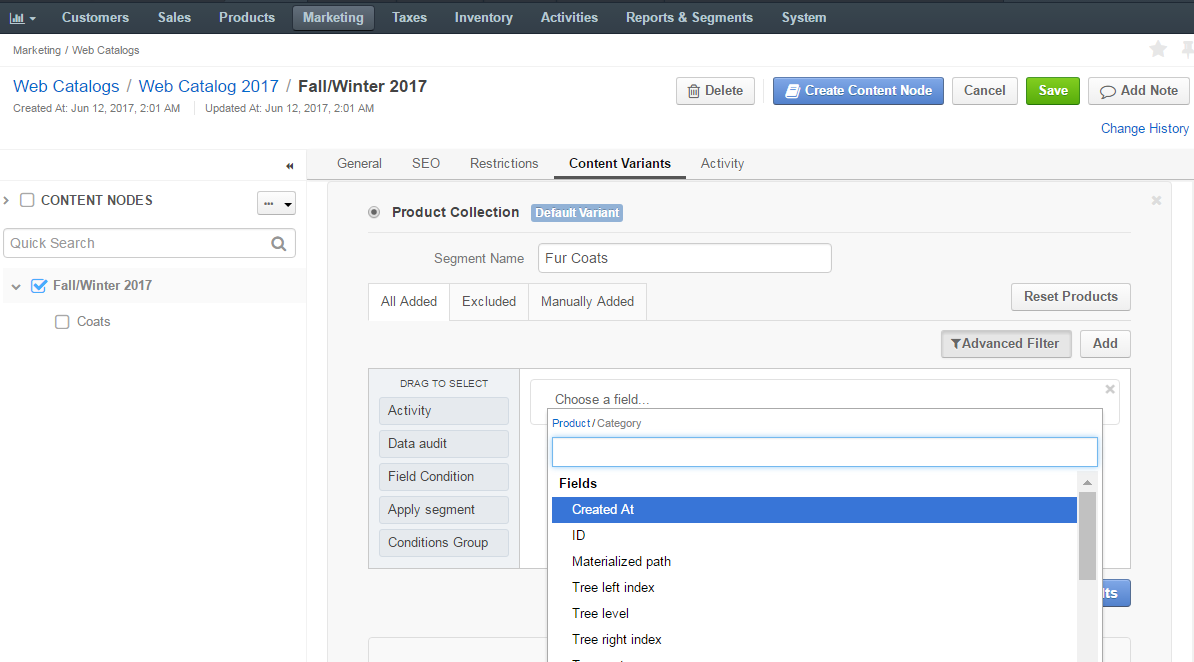 Customers Sales Products Marketing Taxes Inventory Activities Reports & Segments System
Marketing / Web Catalogs
Web Catalogs / Web Catalog 2017 / Fall/Winter 2017
Delete Create Content Node Cancel Save Add Note
Created At: Jun 12, 2017, 2:01 AM Updated At: Jun 12, 2017, 2:01 AM
Change History
General SEO Restrictions Content Variants Activity
CONTENT NODES
...
Quick Search
Fall/Winter 2017
Coats
Product Collection Default Variant
Segment Name Fur Coats
All Added Excluded Manually Added Reset Products
Advanced Filter Add
DRAG TO SELECT
Activity
Data audit
Field Condition
Apply segment
Conditions Group
Choose a field...
Product / Category
Fields
Created At
ID
Materialized path
Tree left index
Tree level
Tree right index